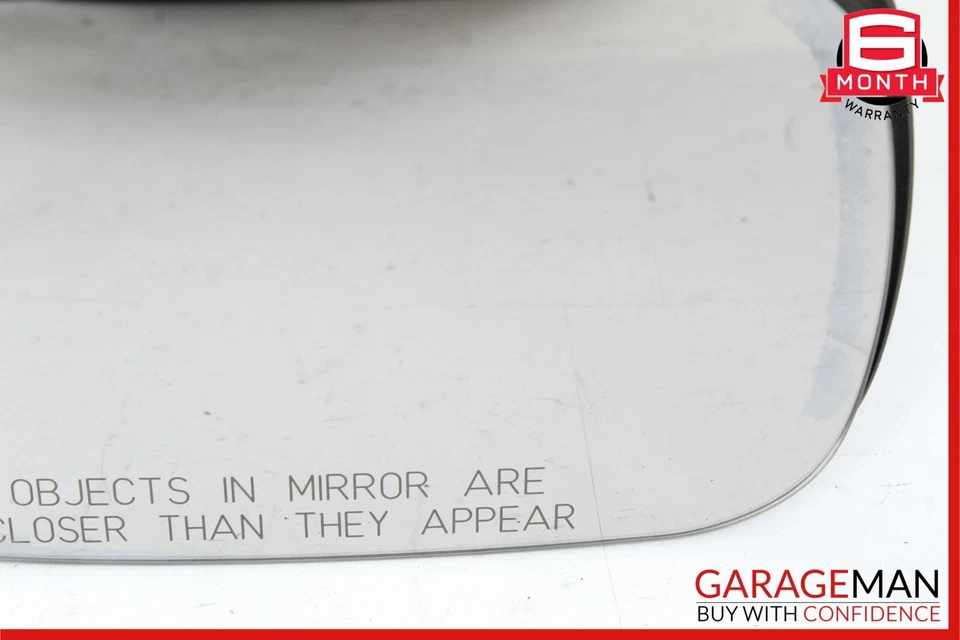 6
MONTH
WARRANTY
OBJECTS IN MIRROR ARE
CLOSER THAN THEY APPEAR
GARAGEMAN
BUY WITH CONFIDENCE